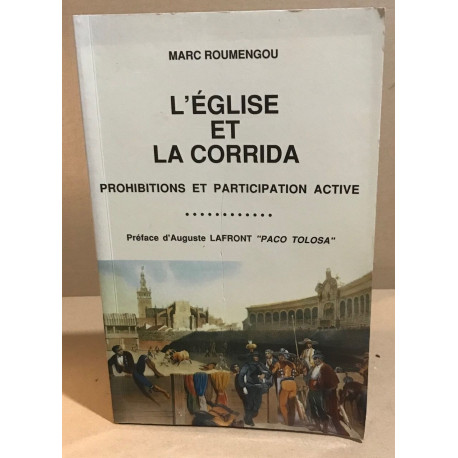 MARC ROUMENGOU
L'ÉGLISE
ET
LA CORRIDA
PROHIBITIONS ET PARTICIPATION ACTIVE
............
Préface d'Auguste LAFRONT "PACO TOLOSA"